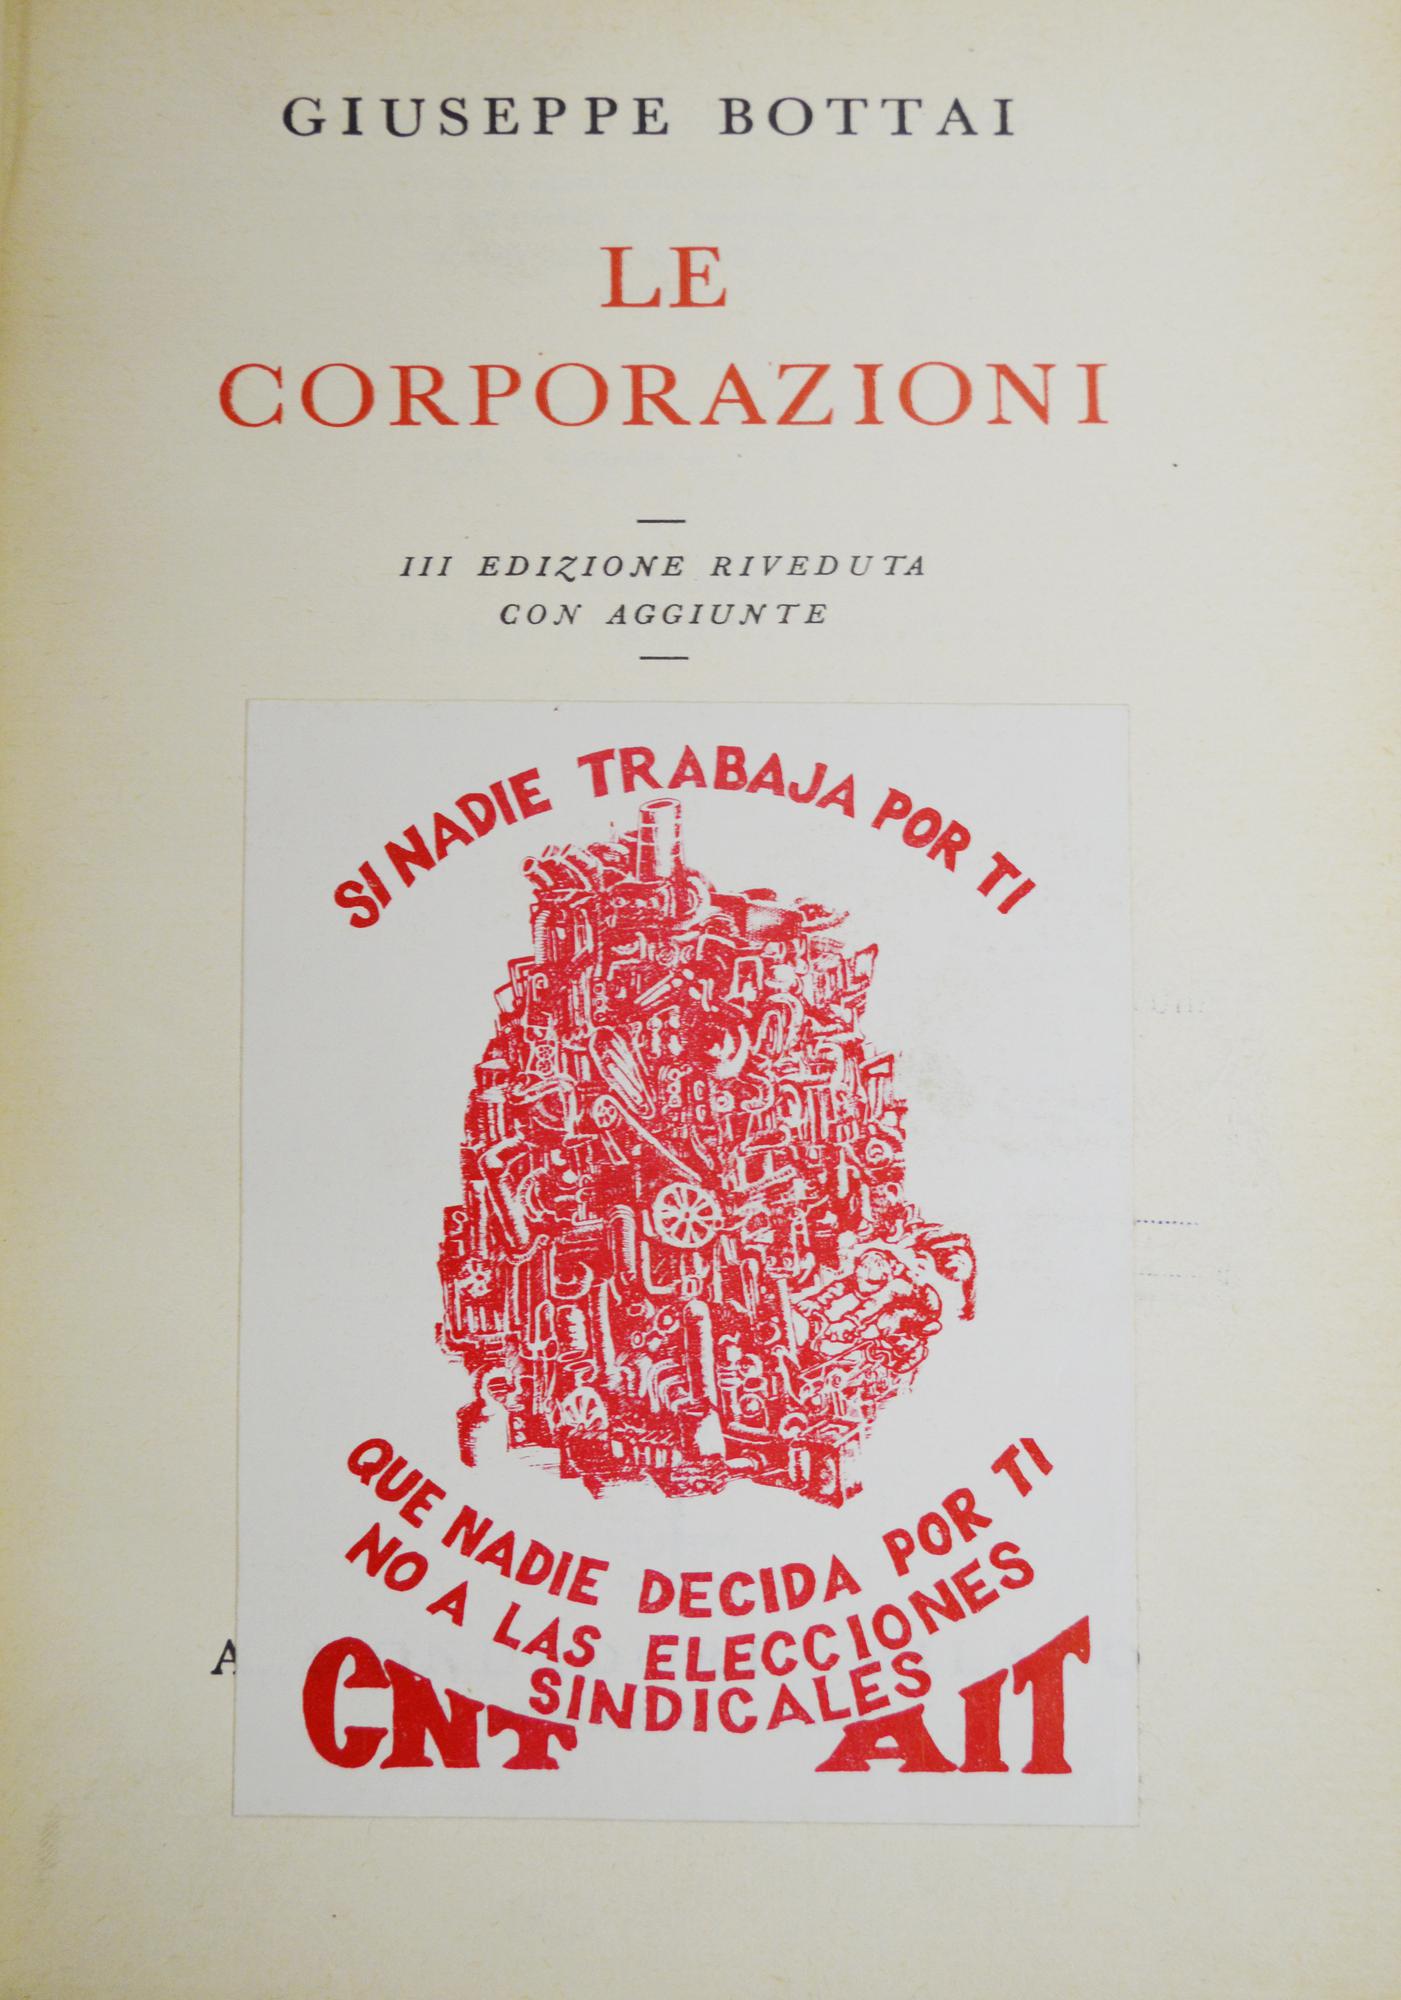 GIUSEPPE BOTTAI
LE
CORPORAZIONI
III EDIZIONE RIVEDUTA
CON AGGIUNTE
SI NADIE TRABAJA POR TI
QUE NADIE DECIDA POR TI
NO A LAS ELECCIONES
SINDICALES
CNT AIT